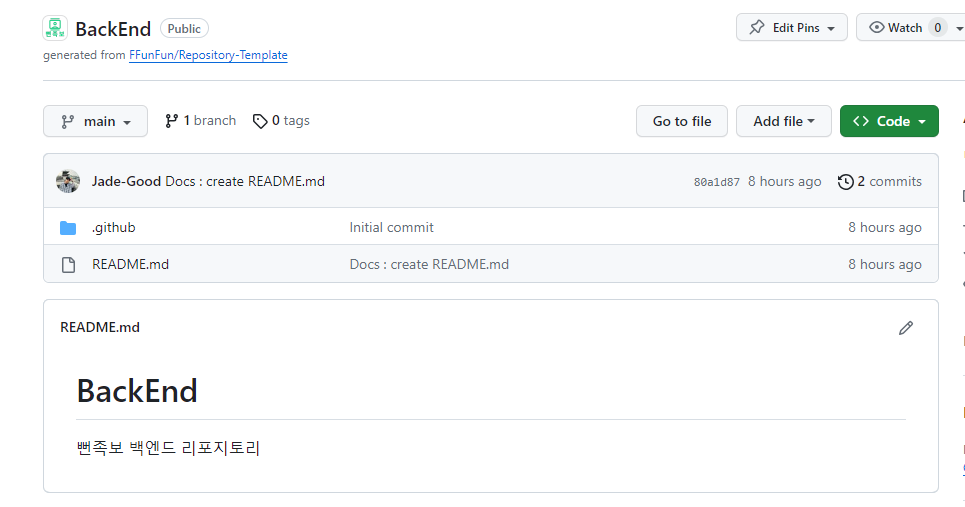 뻔족보
BackEnd Public Edit Pins Watch 0
generated from FFunFun/Repository-Template
main 1 branch 0 tags Go to file Add file Code
Jade-Good Docs : create README.md 80a1d87 8 hours ago 2 commits
.github Initial commit 8 hours ago
README.md Docs : create README.md 8 hours ago
README.md
BackEnd
뻔족보 백엔드 리포지토리